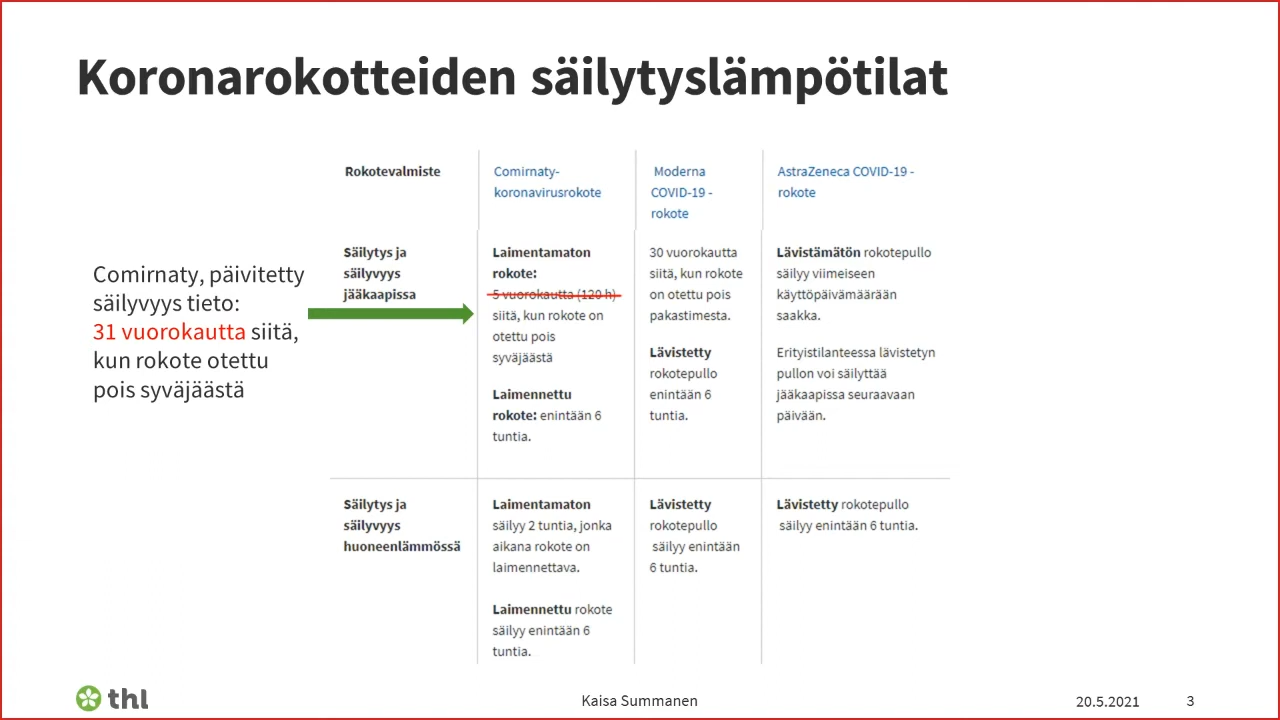 Koronarokotteiden säilytyslämpötilat
Comirnaty, päivitetty
säilyvyys tieto:
31 vuorokautta siitä,
kun rokote otettu
pois syväjäästä
Rokotevalmiste
Comirnaty-
koronavirusrokote
Moderna
COVID-19 -
rokote
AstraZeneca COVID-19 -
rokote
Säilytys ja
säilyvyys
jääkaapissa
Laimentamaton
rokote:
5 vuorokautta (120 h)
siitä, kun rokote on
otettu pois
syväjäästä
Laimennettu
rokote: enintään 6
tuntia.
30 vuorokautta
siitä, kun rokote
on otettu pois
pakastimesta.
Lävistetty
rokotepullo
enintään 6
tuntia.
Lävistämätön rokotepullo
säilyy viimeiseen
käyttöpäivämäärään
saakka.
Erityistilanteessa lävistetyn
pullon voi säilyttää
jääkaapissa seuraavaan
päivään.
Säilytys ja
säilyvyys
huoneenlämmössä
Laimentamaton
säilyy 2 tuntia, jonka
aikana rokote on
laimennettava.
Laimennettu rokote
säilyy enintään 6
tuntia.
Lävistetty
rokotepullo
säilyy enintään
6 tuntia.
Lävistetty rokotepullo
säilyy enintään 6 tuntia.
thl
Kaisa Summanen
20.5.2021
3